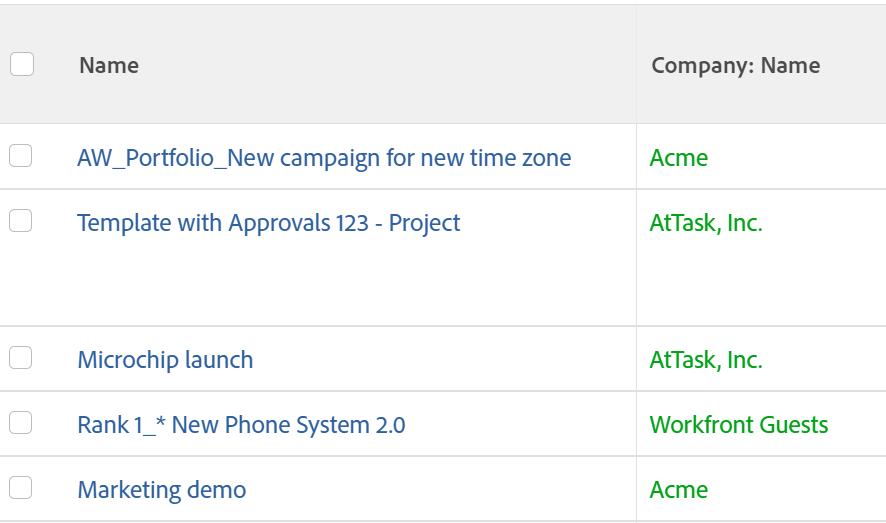 Name Company: Name
AW_Portfolio_New campaign for new time zone Acme
Template with Approvals 123 - Project AtTask, Inc.
Microchip launch AtTask, Inc.
Rank 1_* New Phone System 2.0 Workfront Guests
Marketing demo Acme